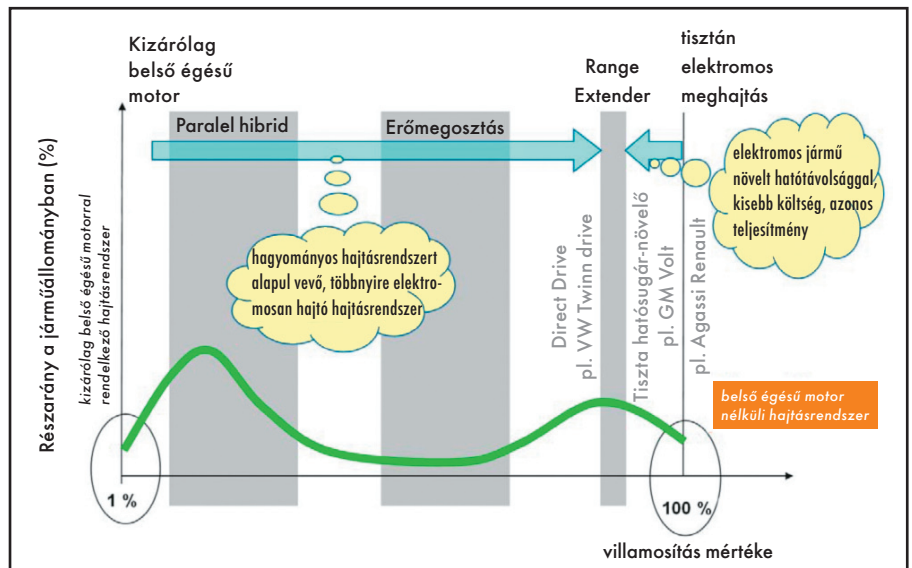 Kizárólag
belső égésű
motor
Range
Extender
tisztán
elektromos
meghajtás
Részarány a járműállományban (%)
kizárólag belső égésű motorral
rendelkező hajtásrendszer
Paralel hibrid
Erőmegosztás
hagyományos hajtásrendszert
alapul vevő, többnyire elektro-
mosan hajtó hajtásrendszer
elektromos jármű
növelt hatótávolsággal,
kisebb költség, azonos
teljesítmény
Direct Drive
pl. VW Twinn drive
Tiszta hatósugár-növelő
pl. GM Volt
pl. Agassi Renault
belső égésű motor
nélküli hajtásrendszer
1 %
100 %
villamosítás mértéke